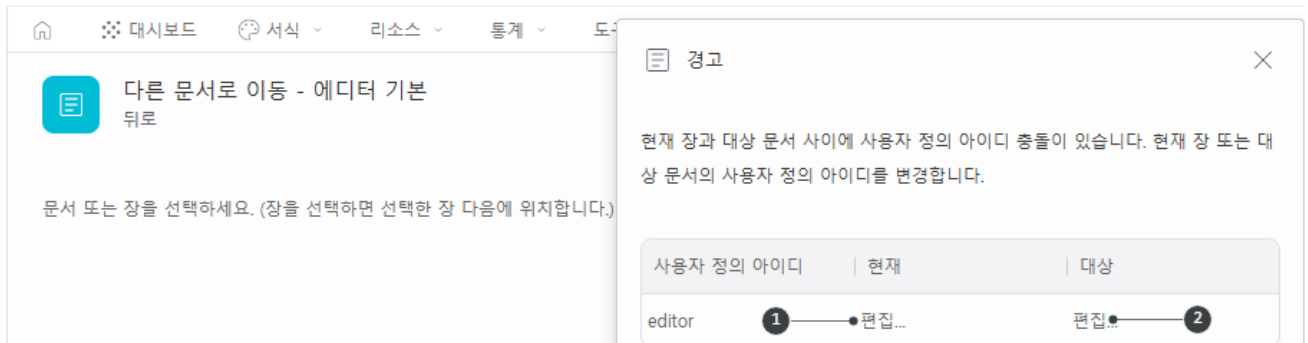 대시보드 서식 리소스 통계 도구
다른 문서로 이동 - 에디터 기본
뒤로
문서 또는 장을 선택하세요. (장을 선택하면 선택한 장 다음에 위치합니다.)
경고
현재 장과 대상 문서 사이에 사용자 정의 아이디 충돌이 있습니다. 현재 장 또는 대
상 문서의 사용자 정의 아이디를 변경합니다.
사용자 정의 아이디 현재 대상
editor 1 편집... 편집... 2